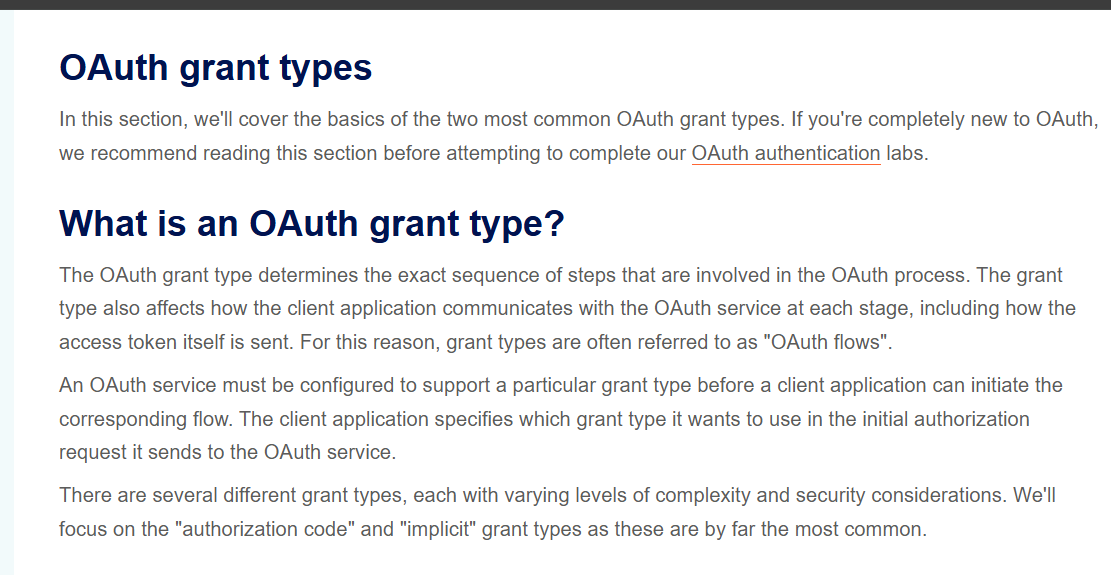 OAuth grant types
In this section, we'll cover the basics of the two most common OAuth grant types. If you're completely new to OAuth,
we recommend reading this section before attempting to complete our OAuth authentication labs.
What is an OAuth grant type?
The OAuth grant type determines the exact sequence of steps that are involved in the OAuth process. The grant
type also affects how the client application communicates with the OAuth service at each stage, including how the
access token itself is sent. For this reason, grant types are often referred to as "OAuth flows".
An OAuth service must be configured to support a particular grant type before a client application can initiate the
corresponding flow. The client application specifies which grant type it wants to use in the initial authorization
request it sends to the OAuth service.
There are several different grant types, each with varying levels of complexity and security considerations. We'll
focus on the "authorization code" and "implicit" grant types as these are by far the most common.